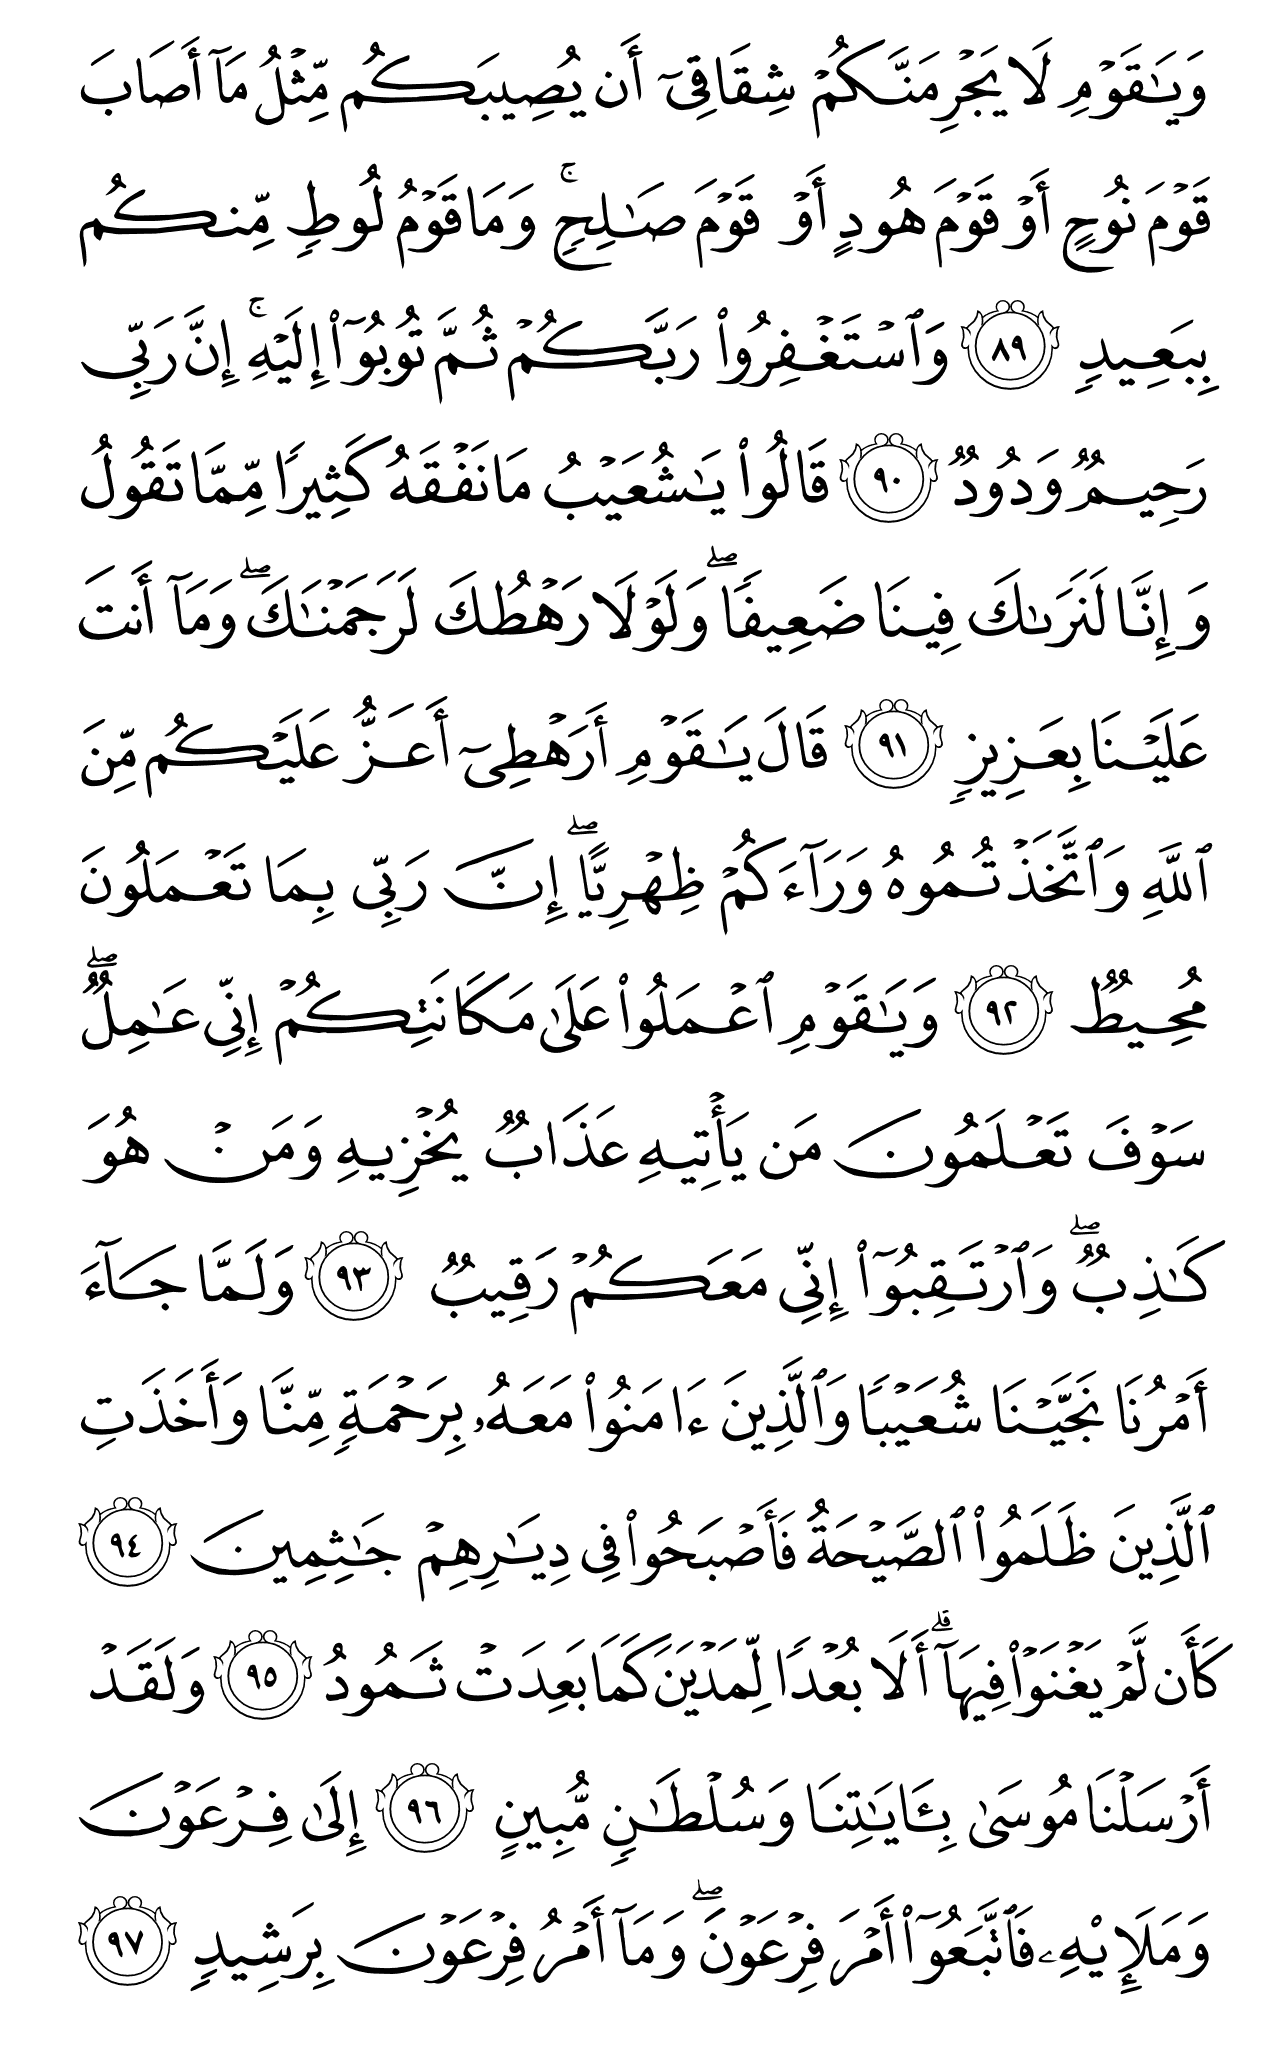 وَيَٰقَوْمِ لَا يَجْرِمَنَّكُمْ شِقَاقِىٓ أَن يُصِيبَكُم مِّثْلُ مَآ أَصَابَ
قَوْمَ نُوحٍ أَوْ قَوْمَ هُودٍ أَوْ قَوْمَ صَٰلِحٍ ۚ وَمَا قَوْمُ لُوطٍ مِّنكُم
بِبَعِيدٍ ٨٩ وَٱسْتَغْفِرُوا۟ رَبَّكُمْ ثُمَّ تُوبُوٓا۟ إِلَيْهِ ۚ إِنَّ رَبِّى
رَحِيمٌ وَدُودٌ ٩٠ قَالُوا۟ يَٰشُعَيْبُ مَا نَفْقَهُ كَثِيرًا مِّمَّا تَقُولُ
وَإِنَّا لَنَرَىٰكَ فِينَا ضَعِيفًا ۖ وَلَوْلَا رَهْطُكَ لَرَجَمْنَٰكَ ۖ وَمَآ أَنتَ
عَلَيْنَا بِعَزِيزٍ ٩١ قَالَ يَٰقَوْمِ أَرَهْطِىٓ أَعَزُّ عَلَيْكُم مِّنَ
ٱللَّهِ وَٱتَّخَذْتُمُوهُ وَرَآءَكُمْ ظِهْرِيًّا ۖ إِنَّ رَبِّى بِمَا تَعْمَلُونَ
مُحِيطٌ ٩٢ وَيَٰقَوْمِ ٱعْمَلُوا۟ عَلَىٰ مَكَانَتِكُمْ إِنِّى عَٰمِلٌ ۖ
سَوْفَ تَعْلَمُونَ مَن يَأْتِيهِ عَذَابٌ يُخْزِيهِ وَمَنْ هُوَ
كَٰذِبٌ ۖ وَٱرْتَقِبُوٓا۟ إِنِّى مَعَكُمْ رَقِيبٌ ٩٣ وَلَمَّا جَآءَ
أَمْرُنَا نَجَّيْنَا شُعَيْبًا وَٱلَّذِينَ ءَامَنُوا۟ مَعَهُۥ بِرَحْمَةٍ مِّنَّا وَأَخَذَتِ
ٱلَّذِينَ ظَلَمُوا۟ ٱلصَّيْحَةُ فَأَصْبَحُوا۟ فِى دِيَٰرِهِمْ جَٰثِمِينَ ٩٤
كَأَن لَّمْ يَغْنَوْا۟ فِيهَآ ۗ أَلَا بُعْدًا لِّمَدْيَنَ كَمَا بَعِدَتْ ثَمُودُ ٩٥ وَلَقَدْ
أَرْسَلْنَا مُوسَىٰ بِـَٔايَٰتِنَا وَسُلْطَٰنٍ مُّبِينٍ ٩٦ إِلَىٰ فِرْعَوْنَ
وَمَلَإِي۟هِۦ فَٱتَّبَعُوٓا۟ أَمْرَ فِرْعَوْنَ ۖ وَمَآ أَمْرُ فِرْعَوْنَ بِرَشِيدٍ ٩٧